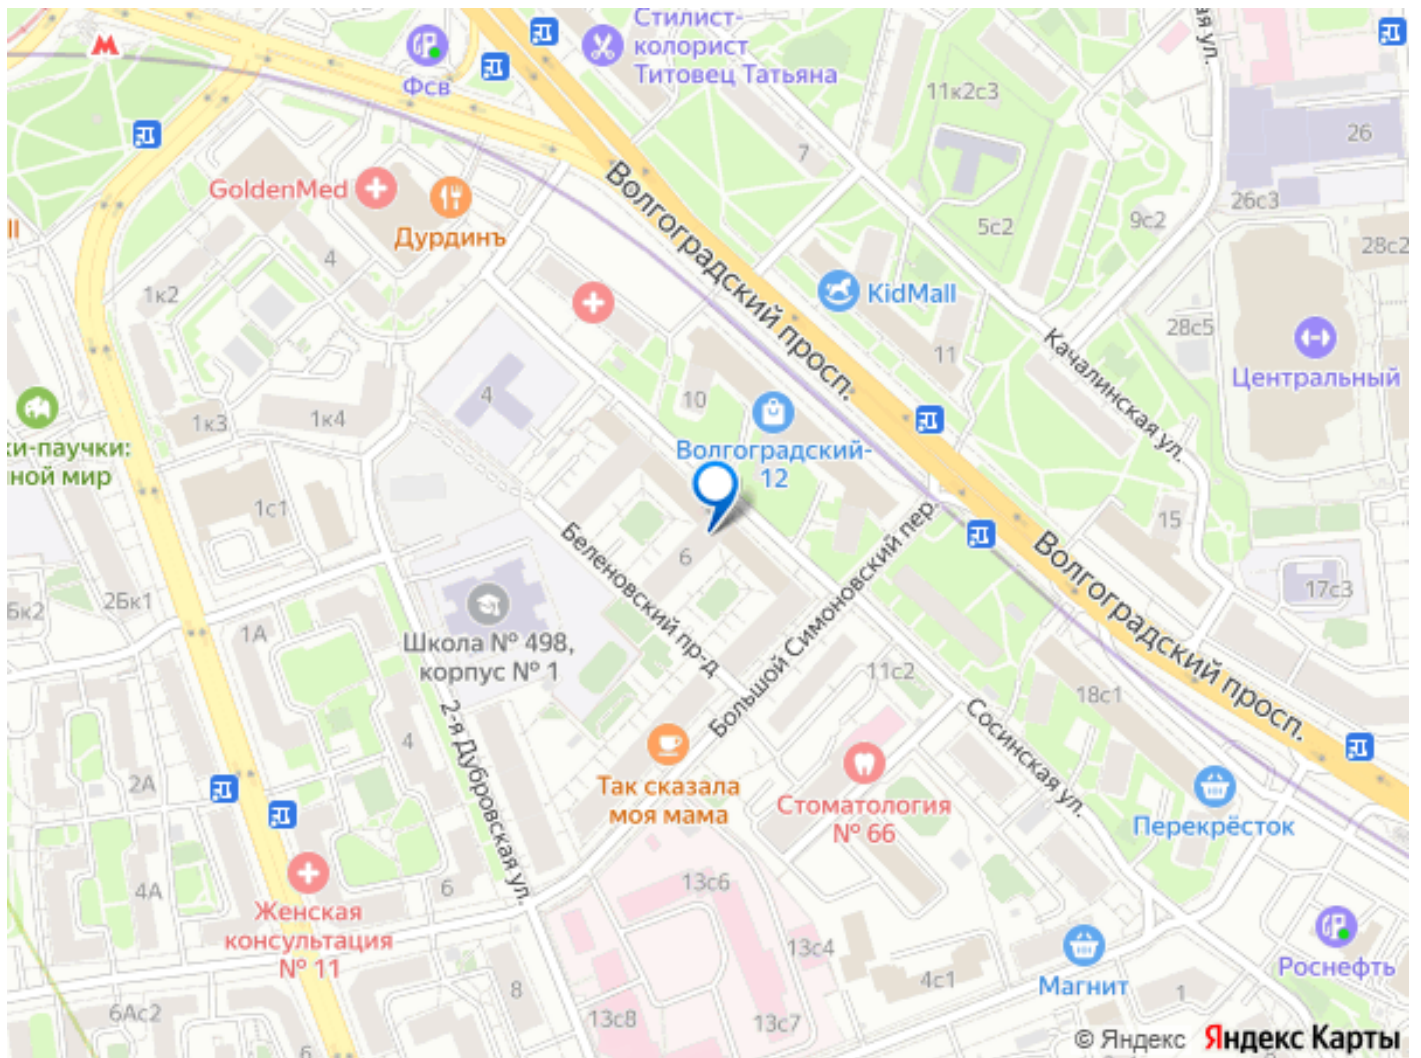 Стилист-
колорист
Титовец Татьяна
Фсв
11к2с3
7
26
26с3
9с2
5с2
28с2
GoldenMed
Дурдинъ
4
1к2
Волгоградский просп.
KidMall
28с5
11
Качалинская ул.
Центральный
4
10
1к4
1к3
ки-паучки:
ной мир
Волгоградский-
12
1с1
15
Беленовский пр-д
6
Большой Симоновский пер.
Волгоградский просп.
17с3
2Бк1
1А
Школа № 498,
корпус № 1
11с2
18с1
Сосинская ул.
2-я Дубровская ул.
4
2А
Так сказала
моя мама
Стоматология
№ 66
Перекрёсток
4А
6
13с6
Женская
консультация
№ 11
13с4
4с1
Магнит
Роснефть
1
8
6Ас2
13с8
13с7
6
© Яндекс Яндекс Карты